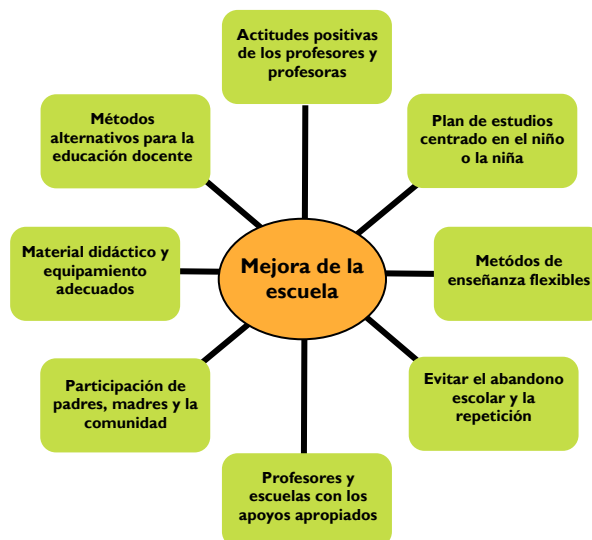 Actitudes positivas
de los profesores y
profesoras
Métodos
alternativos para la
educación docente
Plan de estudios
centrado en el niño
o la niña
Material didáctico y
equipamiento
adecuados
Mejora de la
escuela
Metódos de
enseñanza flexibles
Participación de
padres, madres y la
comunidad
Evitar el abandono
escolar y la
repetición
Profesores y
escuelas con los
apoyos apropiados